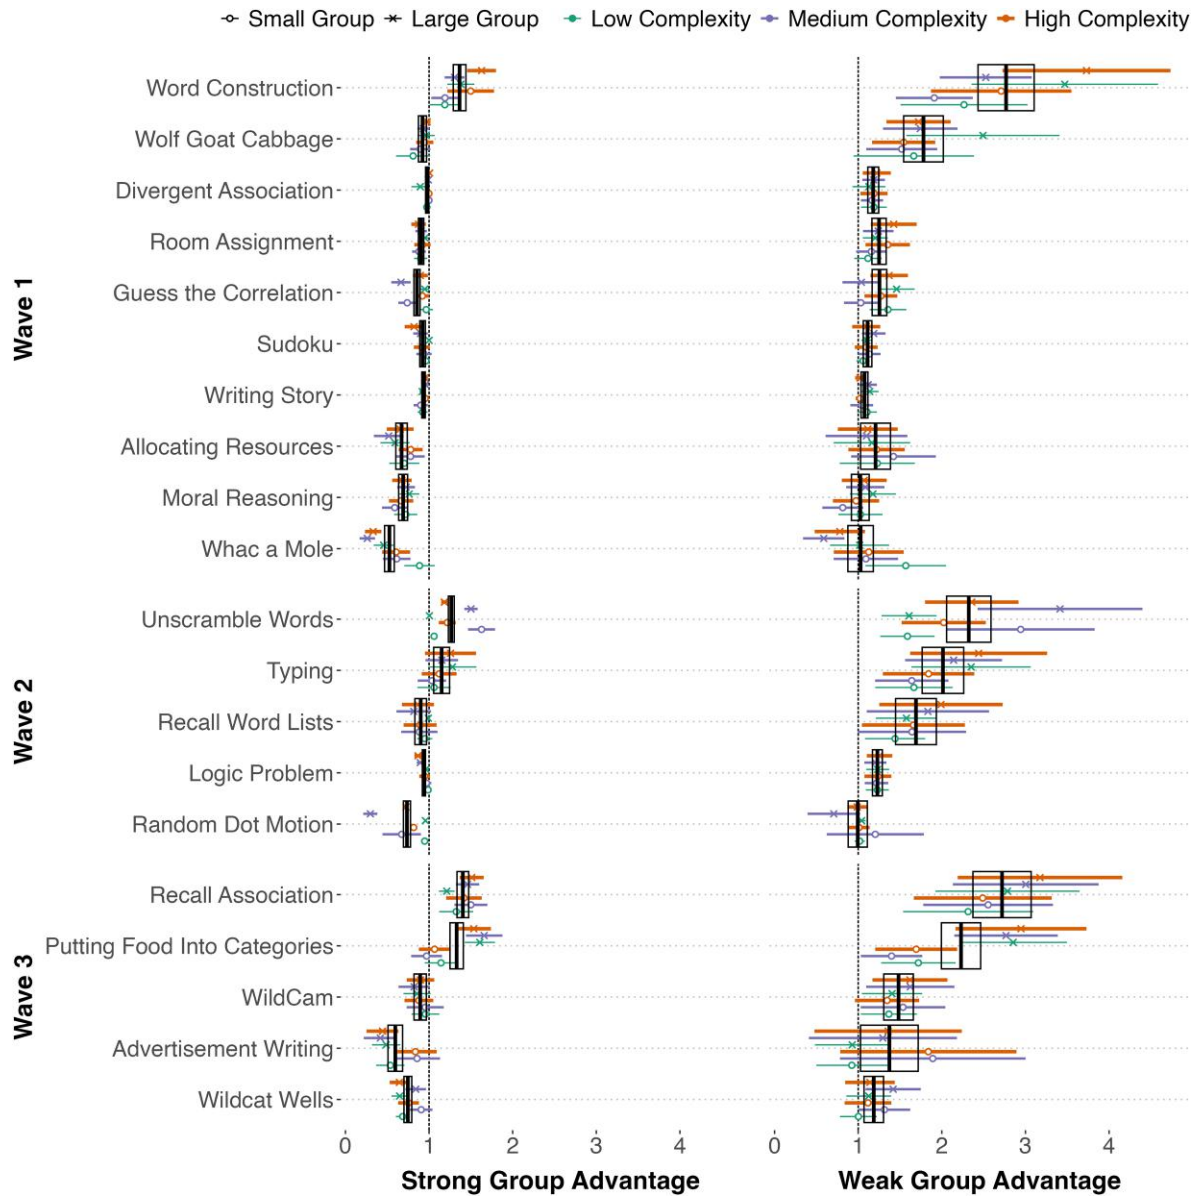 Small Group Large Group Low Complexity Medium Complexity High Complexity
Wave 1
Word Construction
Wolf Goat Cabbage
Divergent Association
Room Assignment
Guess the Correlation
Sudoku
Writing Story
Allocating Resources
Moral Reasoning
Whac a Mole
Wave 2
Unscramble Words
Typing
Recall Word Lists
Logic Problem
Random Dot Motion
Wave 3
Recall Association
Putting Food Into Categories
WildCam
Advertisement Writing
Wildcat Wells
0 1 2 3 4 0 1 2 3 4
Strong Group Advantage Weak Group Advantage